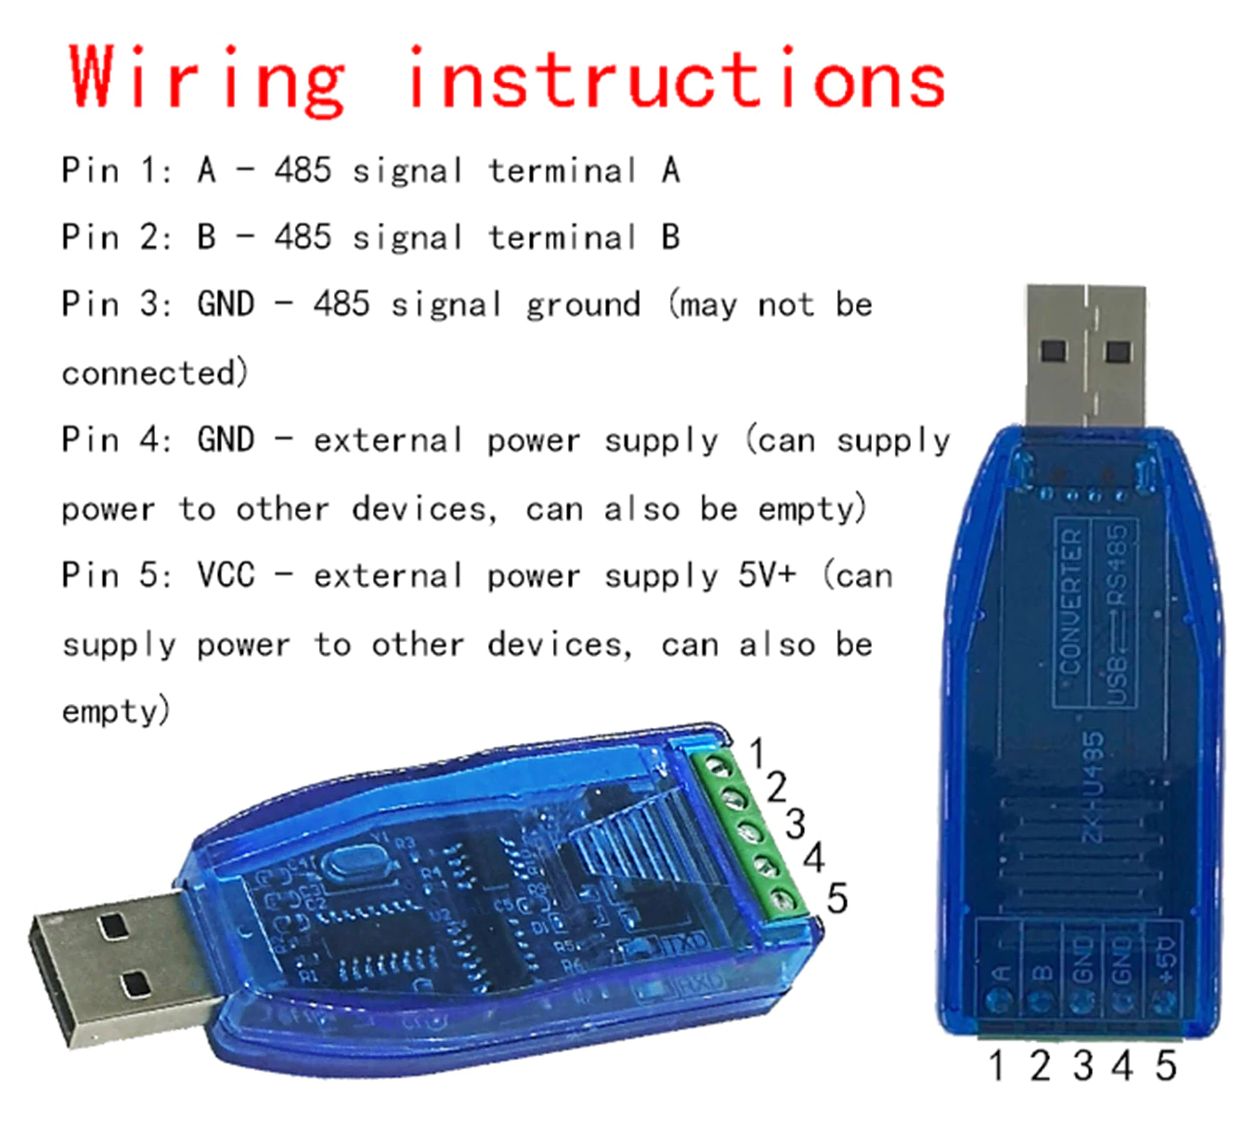 Wiring instructions
Pin 1: A - 485 signal terminal A
Pin 2: B - 485 signal terminal B
Pin 3: GND - 485 signal ground (may not be
connected)
Pin 4: GND - external power supply (can supply
power to other devices, can also be empty)
Pin 5: VCC - external power supply 5V+ (can
supply power to other devices, can also be
empty)
1
2
3
4
5
Y1
R3
C4
R4
C3
C2
U2
C5
R9
D1
R5
R6
R1
TXD
RXD
CONVERTER
USB RS485
ZK-U485
A
B
GND
GND
+5V
1 2 3 4 5